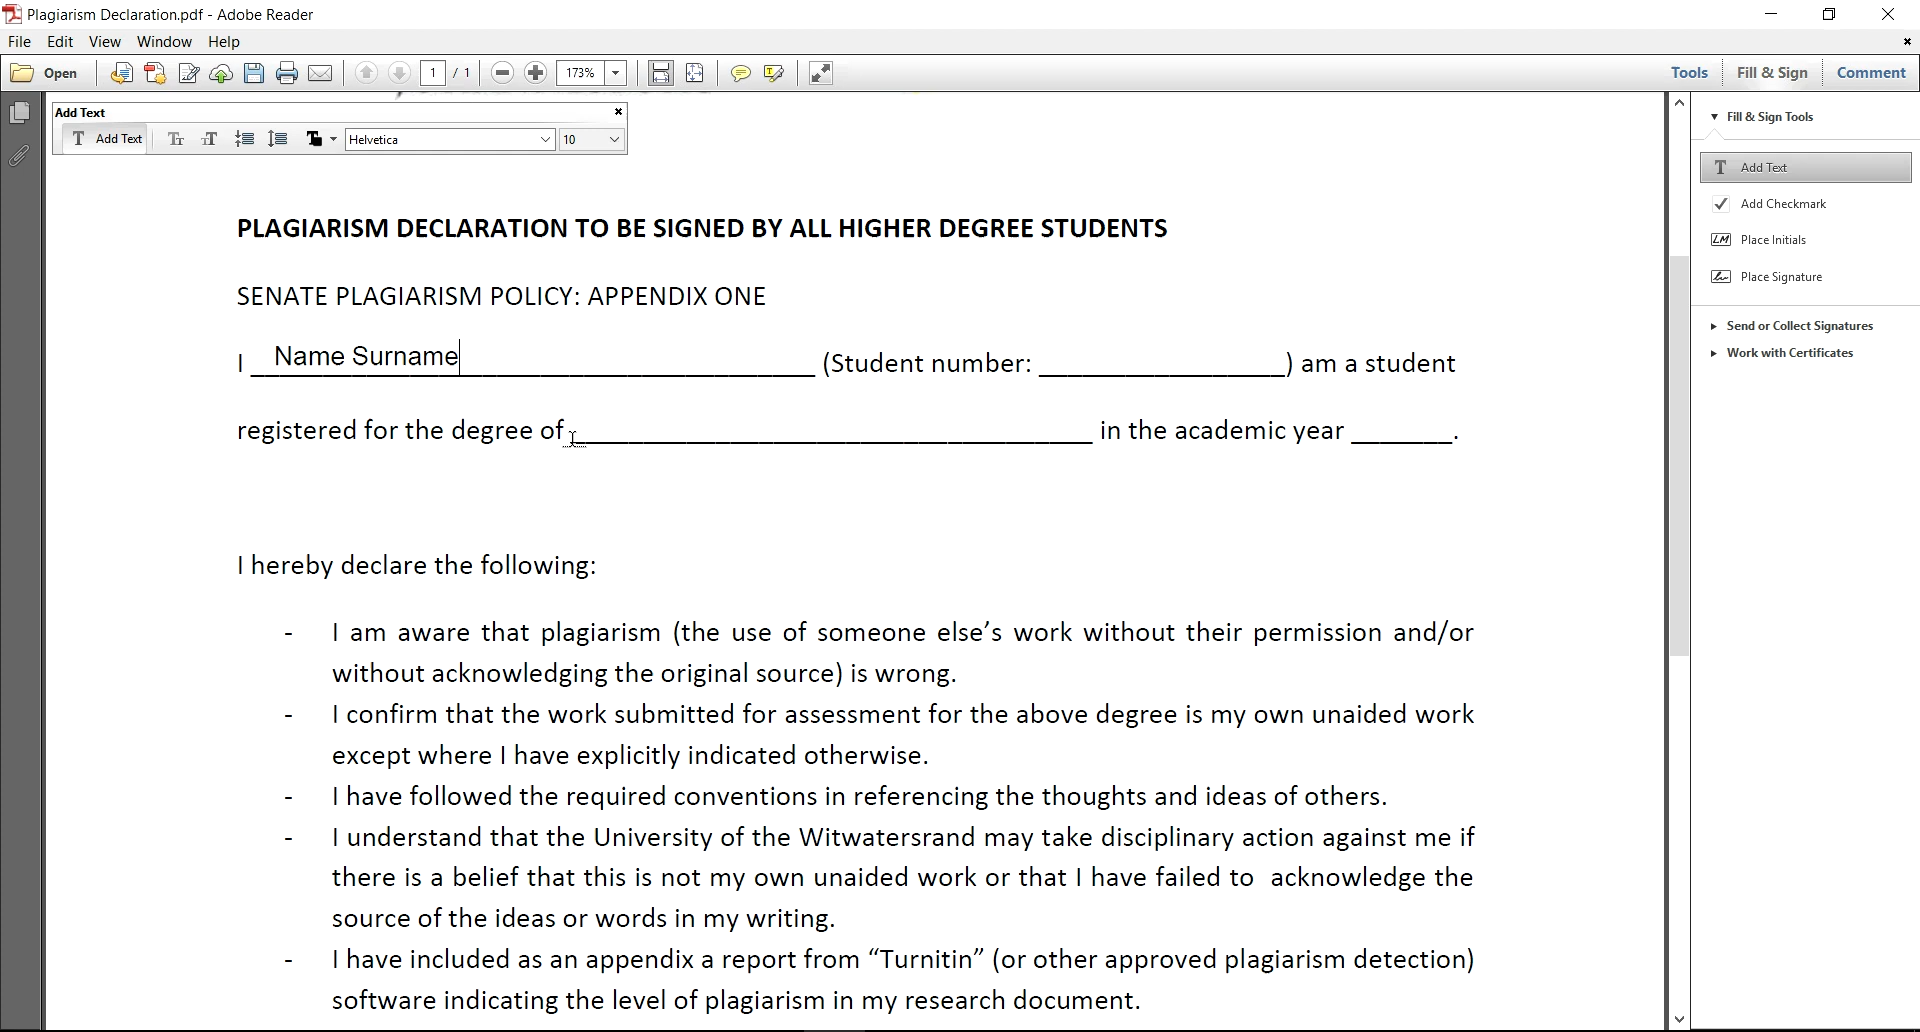 Plagiarism Declaration.pdf - Adobe Reader
File Edit View Window Help
Open 1 / 1 173% Tools Fill & Sign Comment
Add Text
Add Text Helvetica 10
Fill & Sign Tools
Add Text
Add Checkmark
Place Initials
Place Signature
Send or Collect Signatures
Work with Certificates
PLAGIARISM DECLARATION TO BE SIGNED BY ALL HIGHER DEGREE STUDENTS
SENATE PLAGIARISM POLICY: APPENDIX ONE
I Name Surname (Student number: _________________) am a student
registered for the degree of ____________________________________ in the academic year _______.
I hereby declare the following:
- I am aware that plagiarism (the use of someone else’s work without their permission and/or
without acknowledging the original source) is wrong.
- I confirm that the work submitted for assessment for the above degree is my own unaided work
except where I have explicitly indicated otherwise.
- I have followed the required conventions in referencing the thoughts and ideas of others.
- I understand that the University of the Witwatersrand may take disciplinary action against me if
there is a belief that this is not my own unaided work or that I have failed to acknowledge the
source of the ideas or words in my writing.
- I have included as an appendix a report from “Turnitin” (or other approved plagiarism detection)
software indicating the level of plagiarism in my research document.